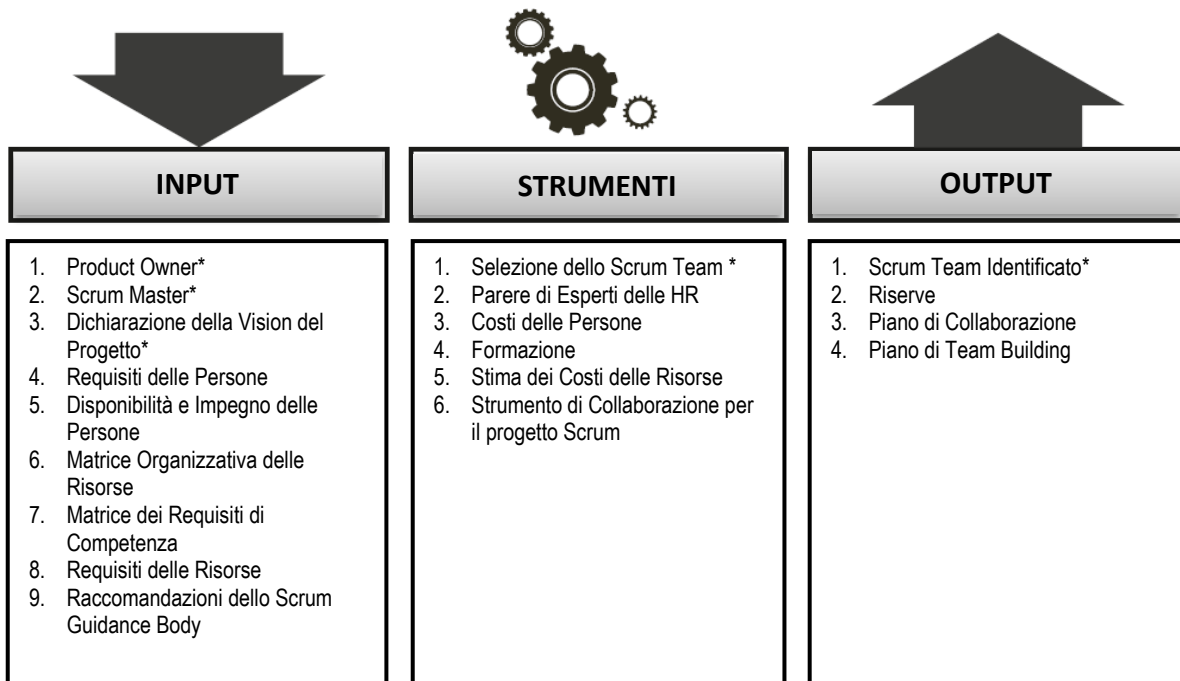 INPUT
1. Product Owner*
2. Scrum Master*
3. Dichiarazione della Vision del
Progetto*
4. Requisiti delle Persone
5. Disponibilità e Impegno delle
Persone
6. Matrice Organizzativa delle
Risorse
7. Matrice dei Requisiti di
Competenza
8. Requisiti delle Risorse
9. Raccomandazioni dello Scrum
Guidance Body
STRUMENTI
1. Selezione dello Scrum Team *
2. Parere di Esperti delle HR
3. Costi delle Persone
4. Formazione
5. Stima dei Costi delle Risorse
6. Strumento di Collaborazione per
il progetto Scrum
OUTPUT
1. Scrum Team Identificato*
2. Riserve
3. Piano di Collaborazione
4. Piano di Team Building